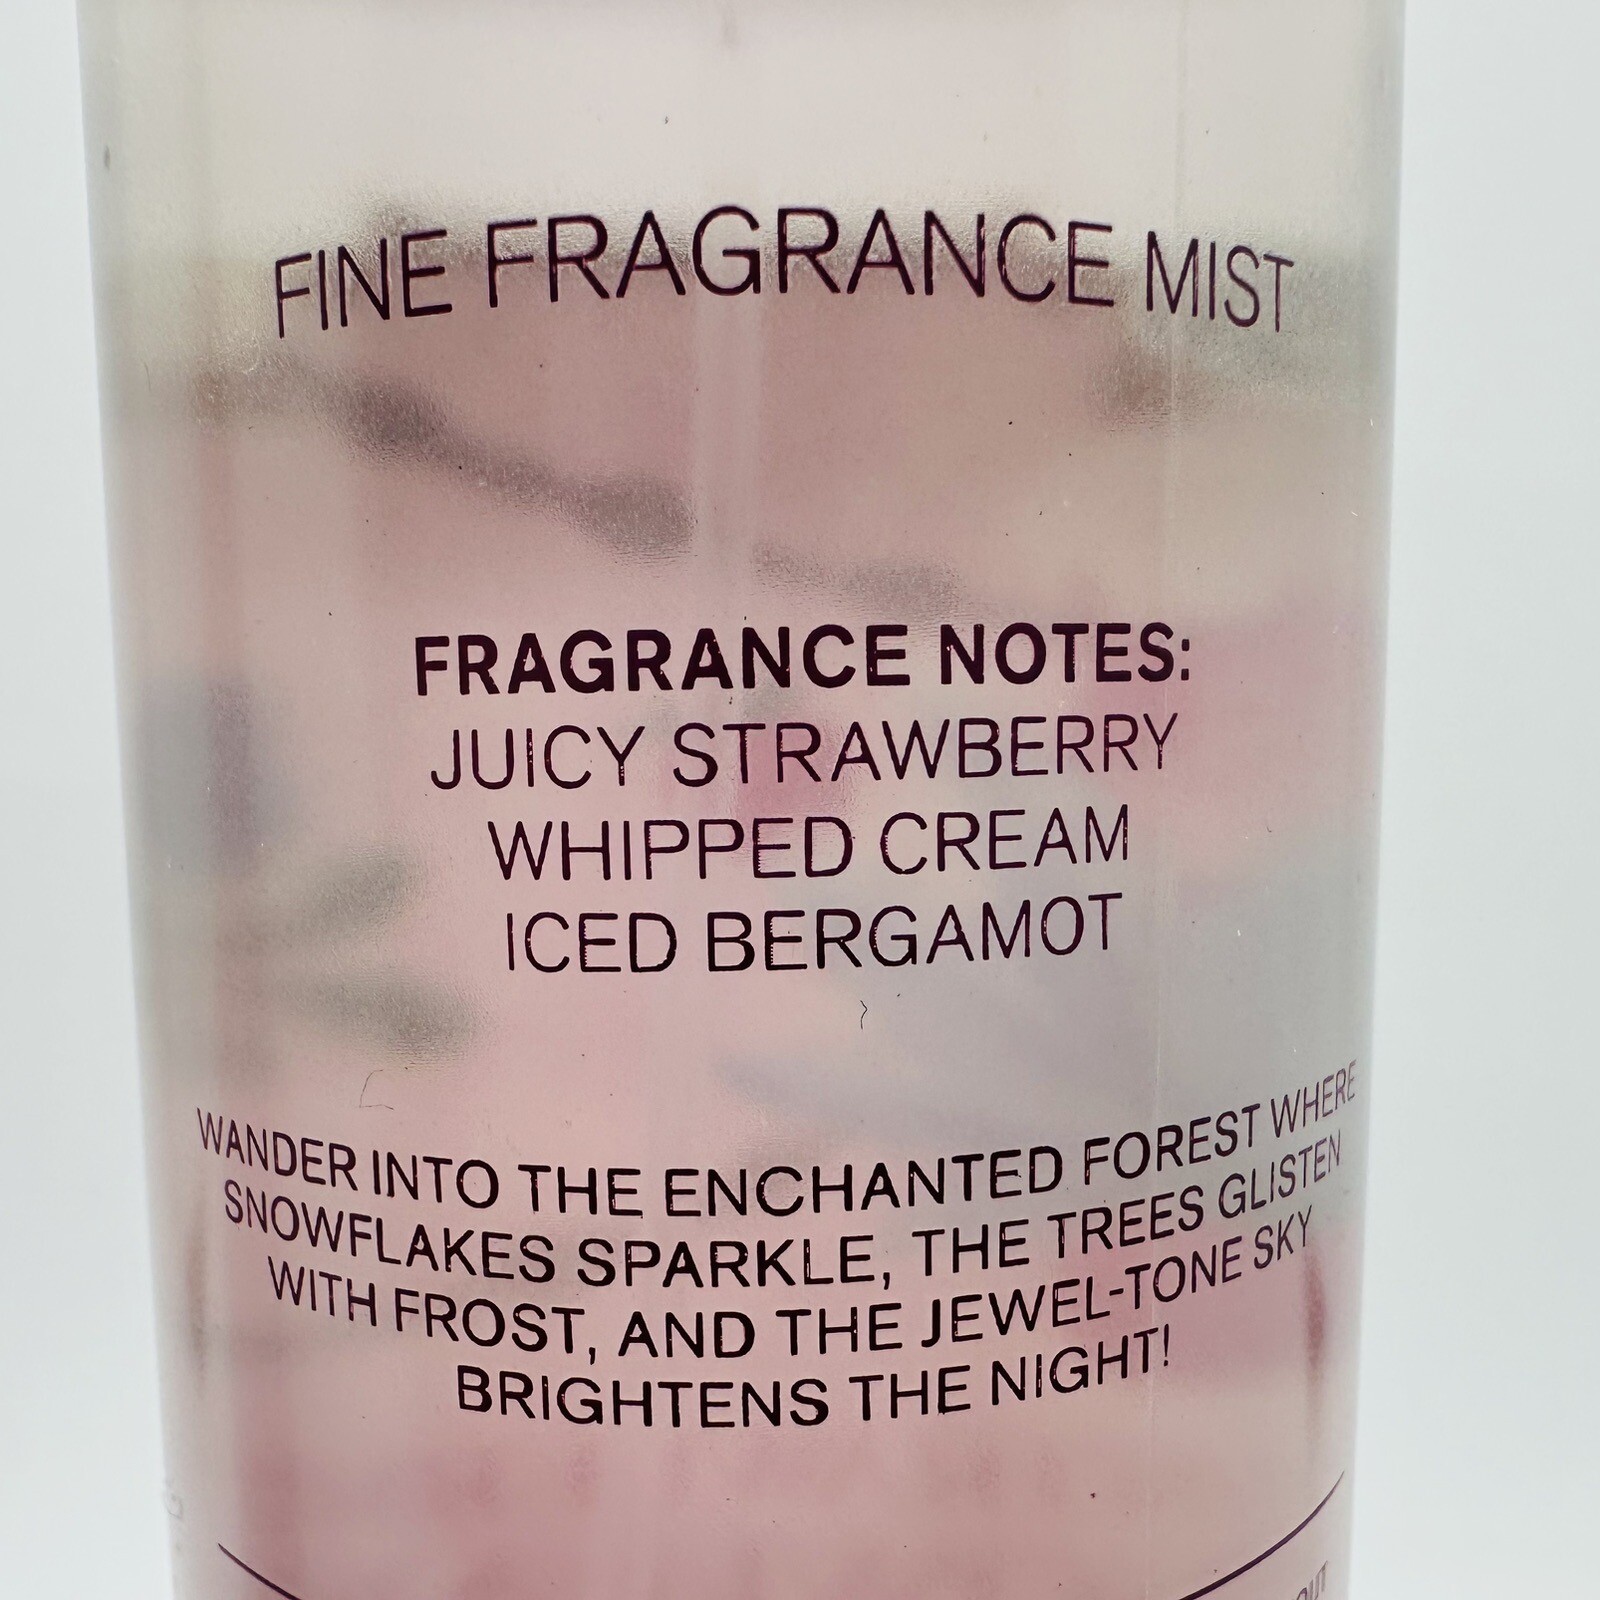 FINE FRAGRANCE MIST
FRAGRANCE NOTES:
JUICY STRAWBERRY
WHIPPED CREAM
ICED BERGAMOT
WANDER INTO THE ENCHANTED FOREST WHERE
SNOWFLAKES SPARKLE, THE TREES GLISTEN
WITH FROST, AND THE JEWEL-TONE SKY
BRIGHTENS THE NIGHT!